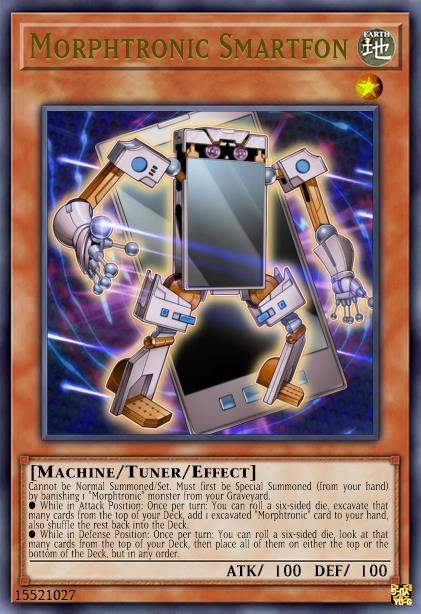 MORPHTRONIC SMARTFON
EARTH
地
[MACHINE/TUNER/EFFECT]
Cannot be Normal Summoned/Set. Must first be Special Summoned (from your hand)
by banishing 1 "Morphtronic" monster from your Graveyard.
● While in Attack Position: Once per turn: You can roll a six-sided die, excavate that
many cards from the top of your Deck, add 1 excavated "Morphtronic" card to your hand,
also shuffle the rest back into the Deck.
● While in Defense Position: Once per turn: You can roll a six-sided die, look at that
many cards from the top of your Deck, then place all of them on either the top or the
bottom of the Deck, but in any order.
ATK/ 100 DEF/ 100
15521027